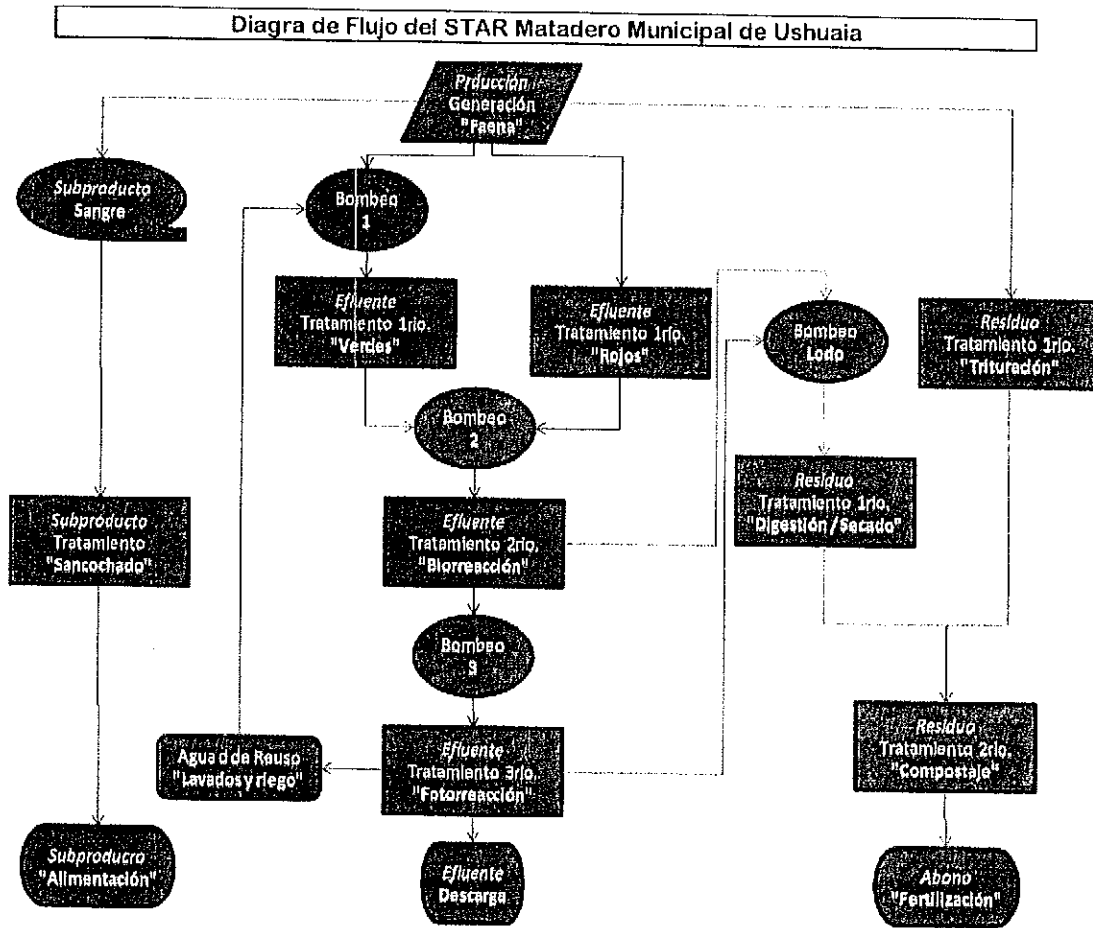 Diagra de Flujo del STAR Matadero Municipal de Ushuaia
Prducción
Generación
"Faena"
Subproducto
Sangre
Bombeo
1
Efluente
Tratamiento 1rio.
"Verdes"
Efluente
Tratamiento 1rio.
"Rojos"
Bombeo
Lodo
Residuo
Tratamiento 1rio.
"Trituración"
Bombeo
2
Residuo
Tratamiento 1rio.
"Digestión/Secado"
Subproducto
Tratamiento
"Sancochado"
Efluente
Tratamiento 2rio.
"Biorreacción"
Bombeo
3
Agua d de Reuso
"Lavados y riego"
Efluente
Tratamiento 3rio.
"Fotorreacción"
Residuo
Tratamiento 2rio.
"Compostaje"
Subproducro
"Alimentación"
Efluente
Descarga
Abono
"Fertilización"